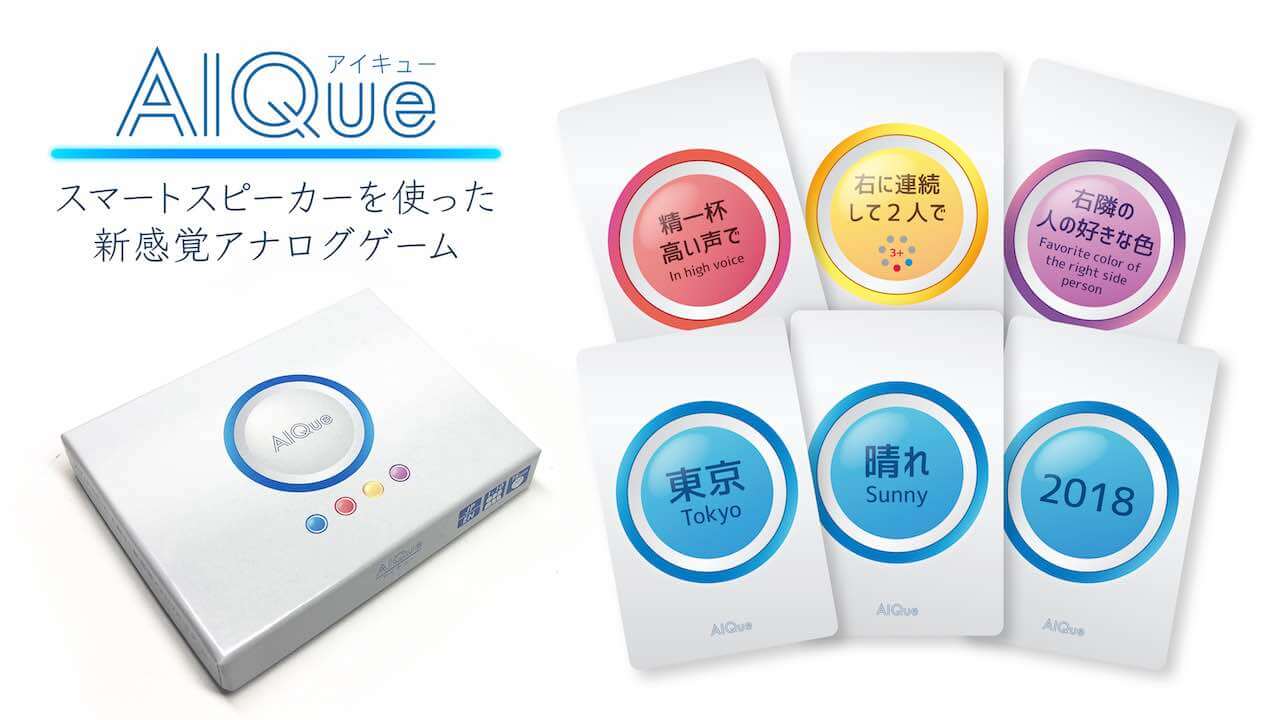 アイキュー
AIQue
スマートスピーカーを使った
新感覚アナログゲーム
AIQue
AIQue
精一杯
高い声で
In high voice
右に連続
して2人で
3+
右隣の
人の好きな色
Favorite color of
the right side
person
東京
Tokyo
AIQue
晴れ
Sunny
AIQue
2018
AIQue